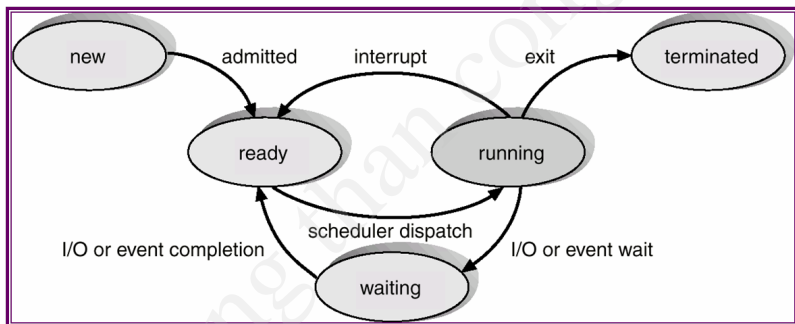 new
admitted
interrupt
exit
terminated
ready
running
scheduler dispatch
I/O or event completion
I/O or event wait
waiting